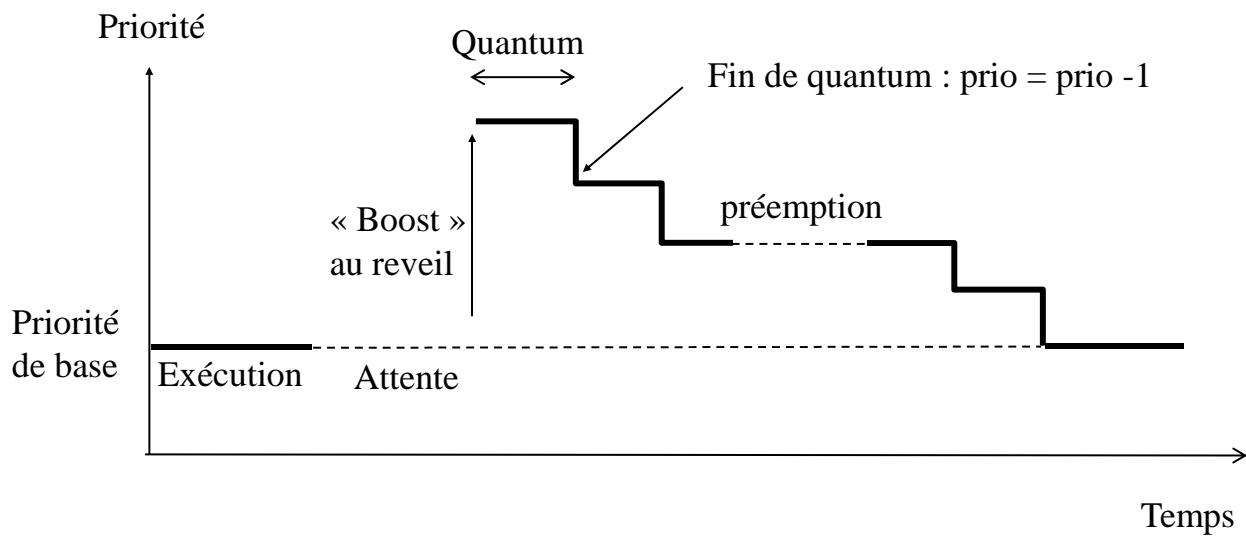 Priorité
Quantum
Fin de quantum : prio = prio -1
« Boost »
au reveil
préemption
Priorité
de base
Exécution
Attente
Temps